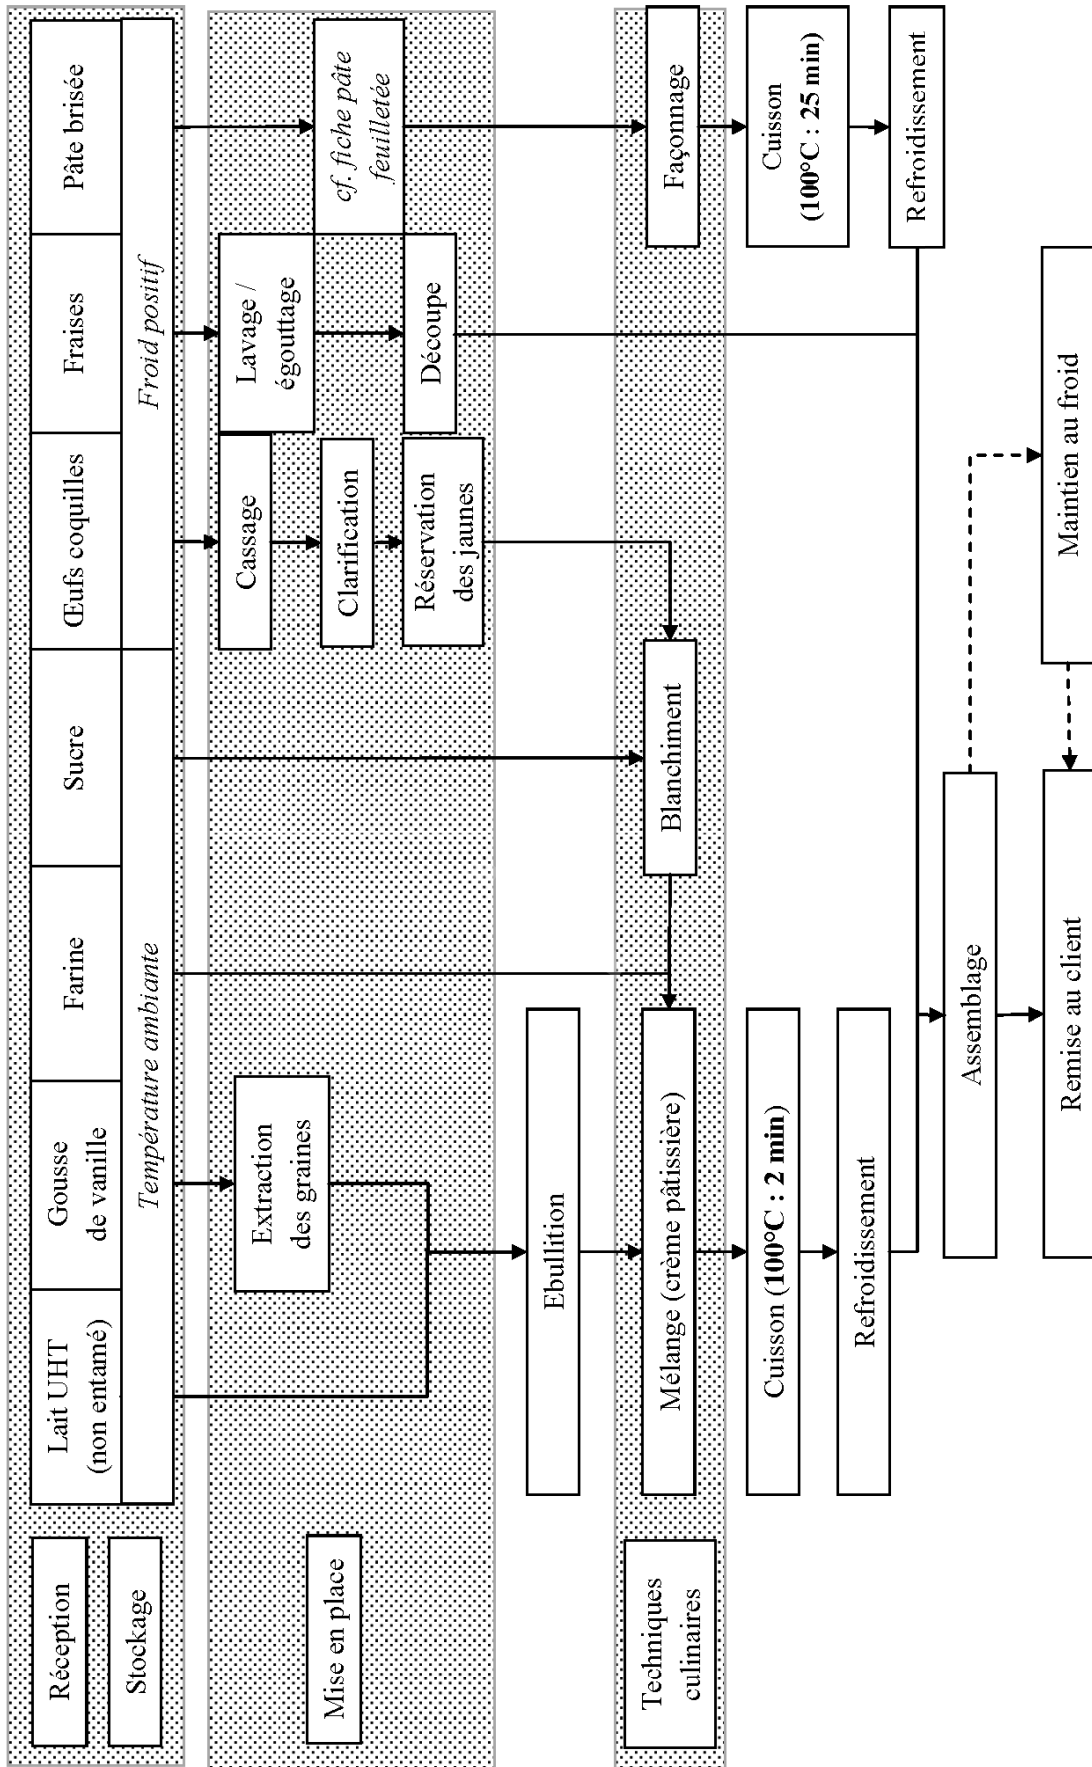 Réception
Lait UHT
(non entamé)
Gousse
de vanille
Farine
Sucre
Œufs coquilles
Fraises
Pâte brisée
Stockage
Température ambiante
Froid positif
Mise en place
Extraction
des graines
Cassage
Clarification
Réservation
des jaunes
Lavage /
égouttage
Découpe
cf. fiche pâte
feuilletée
Ebullition
Techniques
culinaires
Mélange (crème pâtissière)
Blanchiment
Façonnage
Cuisson (100°C : 2 min)
Cuisson
(100°C : 25 min)
Refroidissement
Refroidissement
Assemblage
Remise au client
Maintien au froid